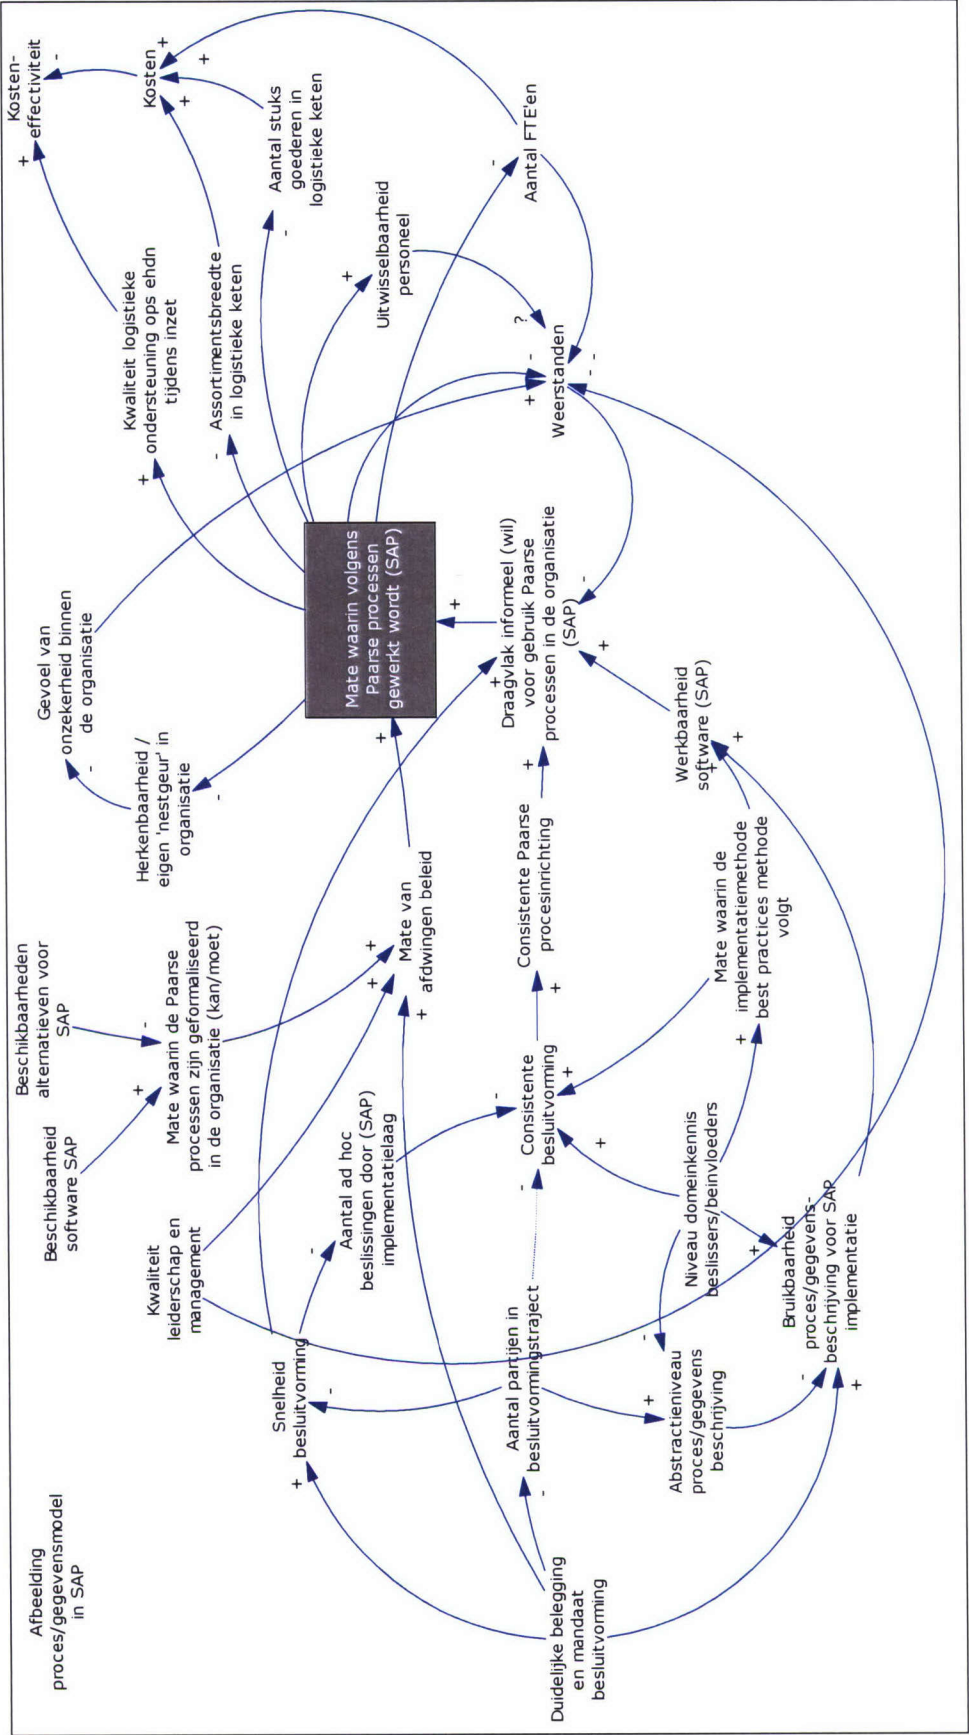 Afbeelding
proces/gegevensmodel
in SAP
Beschikbaarheid
software SAP
Beschikbaarheden
alternatieven voor
SAP
Mate waarin de Paarse
processen zijn geformaliseerd
in de organisatie (kan/moet)
Kwaliteit
leiderschap en
management
Gevoel van
onzekerheid binnen
de organisatie
Herkenbaarheid /
eigen 'nestgeur' in
organisatie
Kwaliteit logistieke
ondersteuning ops ehdn
tijdens inzet
Kosten-
effectiviteit
Kosten
Assortimentsbreedte
in logistieke keten
Aantal stuks
goederen in
logistieke keten
Uitwisselbaarheid
personeel
Aantal FTE'en
Weerstanden
Mate waarin volgens
Paarse processen
gewerkt wordt (SAP)
Mate van
afdwingen beleid
Snelheid
besluitvorming
Aantal ad hoc
beslissingen door (SAP)
implementatielaag
Duidelijke belegging
en mandaat
besluitvorming
Aantal partijen in
besluitvormingstraject
Consistente
besluitvorming
Consistente Paarse
procesinrichting
Draagvlak informeel (wil)
voor gebruik Paarse
processen in de organisatie
(SAP)
Werkbaarheid
software (SAP)
Mate waarin de
implementatiemethode
best practices methode
volgt
Niveau domeinkennis
beslissers/beinvloeders
Abstractieniveau
proces/gegevens
beschrijving
Bruikbaarheid
proces/gegevens-
beschrijving voor SAP
implementatie